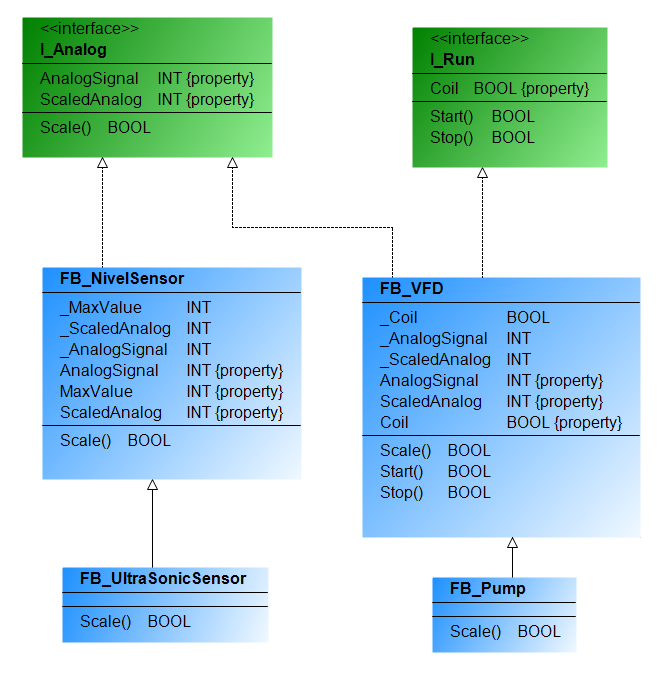 <<interface>>
I_Analog
AnalogSignal INT {property}
ScaledAnalog INT {property}
Scale() BOOL
<<interface>>
I_Run
Coil BOOL {property}
Start() BOOL
Stop() BOOL
FB_NivelSensor
_MaxValue INT
_ScaledAnalog INT
_AnalogSignal INT
AnalogSignal INT {property}
MaxValue INT {property}
ScaledAnalog INT {property}
Scale() BOOL
FB_VFD
_Coil BOOL
_AnalogSignal INT
_ScaledAnalog INT
AnalogSignal INT {property}
ScaledAnalog INT {property}
Coil BOOL {property}
Scale() BOOL
Start() BOOL
Stop() BOOL
FB_UltraSonicSensor
Scale() BOOL
FB_Pump
Scale() BOOL